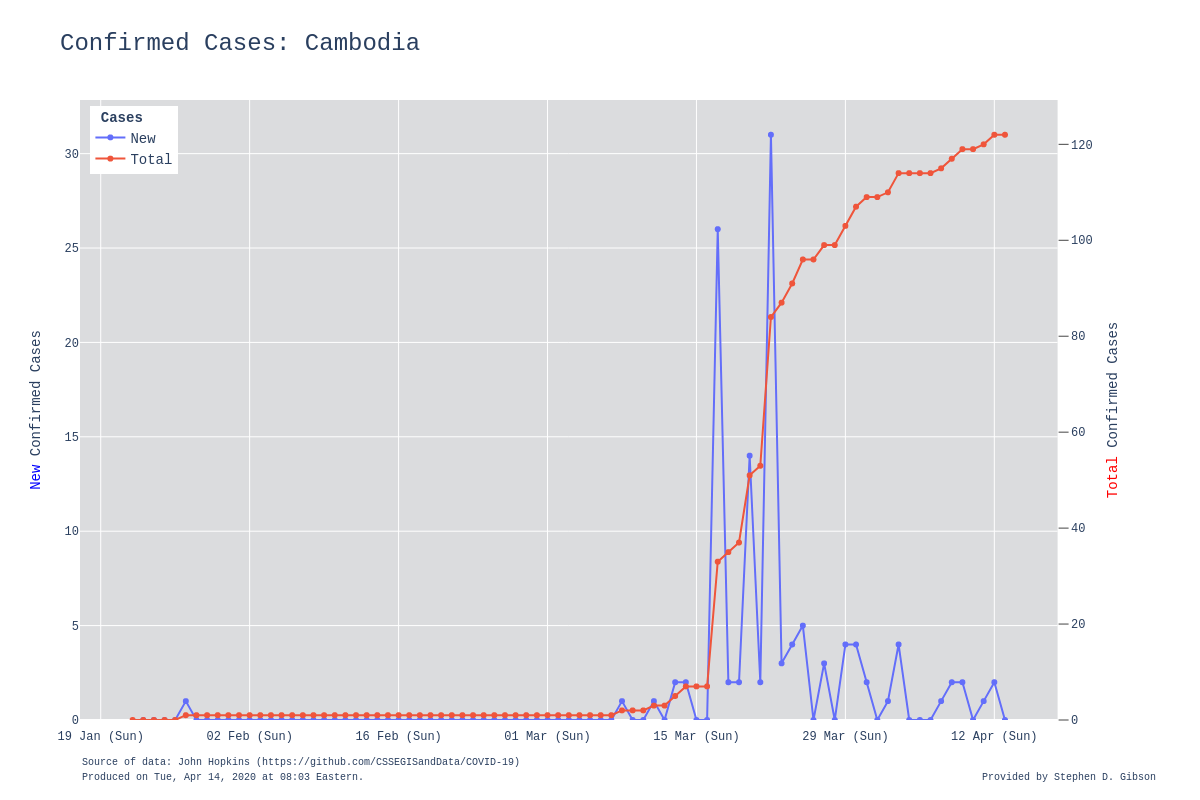 Confirmed Cases: Cambodia
Cases
New
Total
30
25
20
15
10
5
0
120
100
80
60
40
20
0
New Confirmed Cases
Total Confirmed Cases
19 Jan (Sun) 02 Feb (Sun) 16 Feb (Sun) 01 Mar (Sun) 15 Mar (Sun) 29 Mar (Sun) 12 Apr (Sun)
Source of data: John Hopkins (https://github.com/CSSEGISandData/COVID-19)
Produced on Tue, Apr 14, 2020 at 08:03 Eastern.
Provided by Stephen D. Gibson